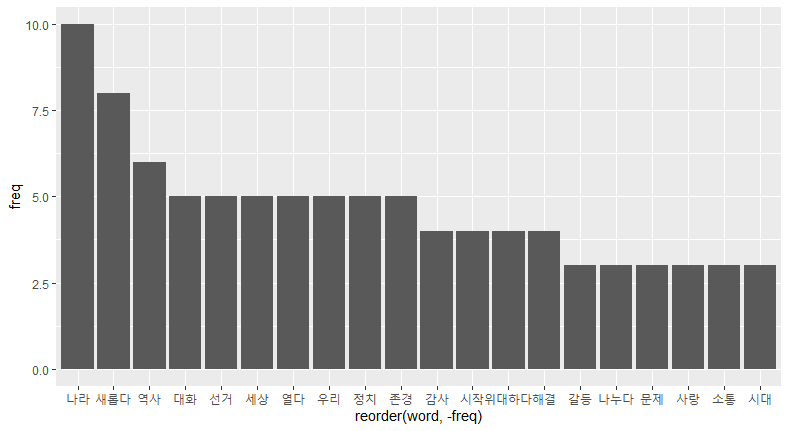 10.0
7.5
freq
5.0
2.5
0.0
나라 새롭다 역사 대화 선거 세상 열다 우리 정치 존경 감사 시작 위대하다 해결 갈등 나누다 문제 사랑 소통 시대
reorder(word, -freq)